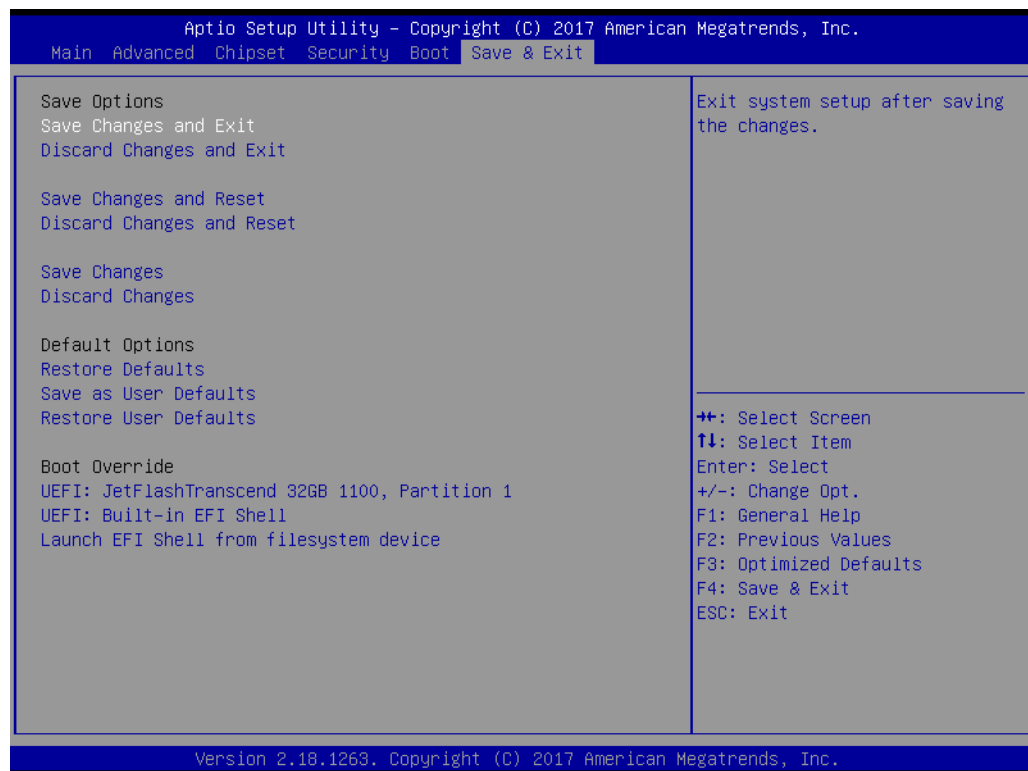 Aptio Setup Utility – Copyright (C) 2017 American Megatrends, Inc.
Main Advanced Chipset Security Boot Save & Exit
Save Options
Save Changes and Exit
Discard Changes and Exit
Save Changes and Reset
Discard Changes and Reset
Save Changes
Discard Changes
Default Options
Restore Defaults
Save as User Defaults
Restore User Defaults
Boot Override
UEFI: JetFlashTranscend 32GB 1100, Partition 1
UEFI: Built-in EFI Shell
Launch EFI Shell from filesystem device
Exit system setup after saving
the changes.
→←: Select Screen
↑↓: Select Item
Enter: Select
+/-: Change Opt.
F1: General Help
F2: Previous Values
F3: Optimized Defaults
F4: Save & Exit
ESC: Exit
Version 2.18.1263. Copyright (C) 2017 American Megatrends, Inc.